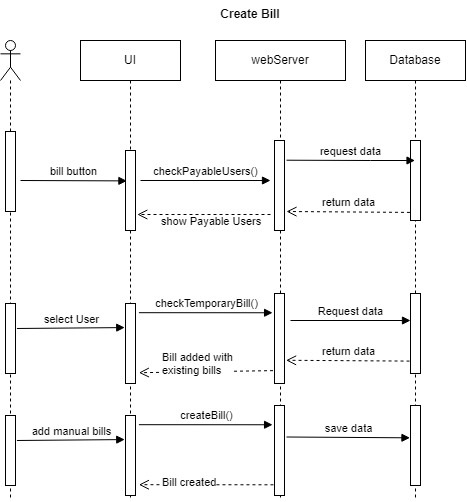 Create Bill
UI
webServer
Database
request data
bill button
checkPayableUsers()
return data
show Payable Users
checkTemporaryBill()
Request data
select User
return data
Bill added with
existing bills
createBill()
add manual bills
save data
Bill created